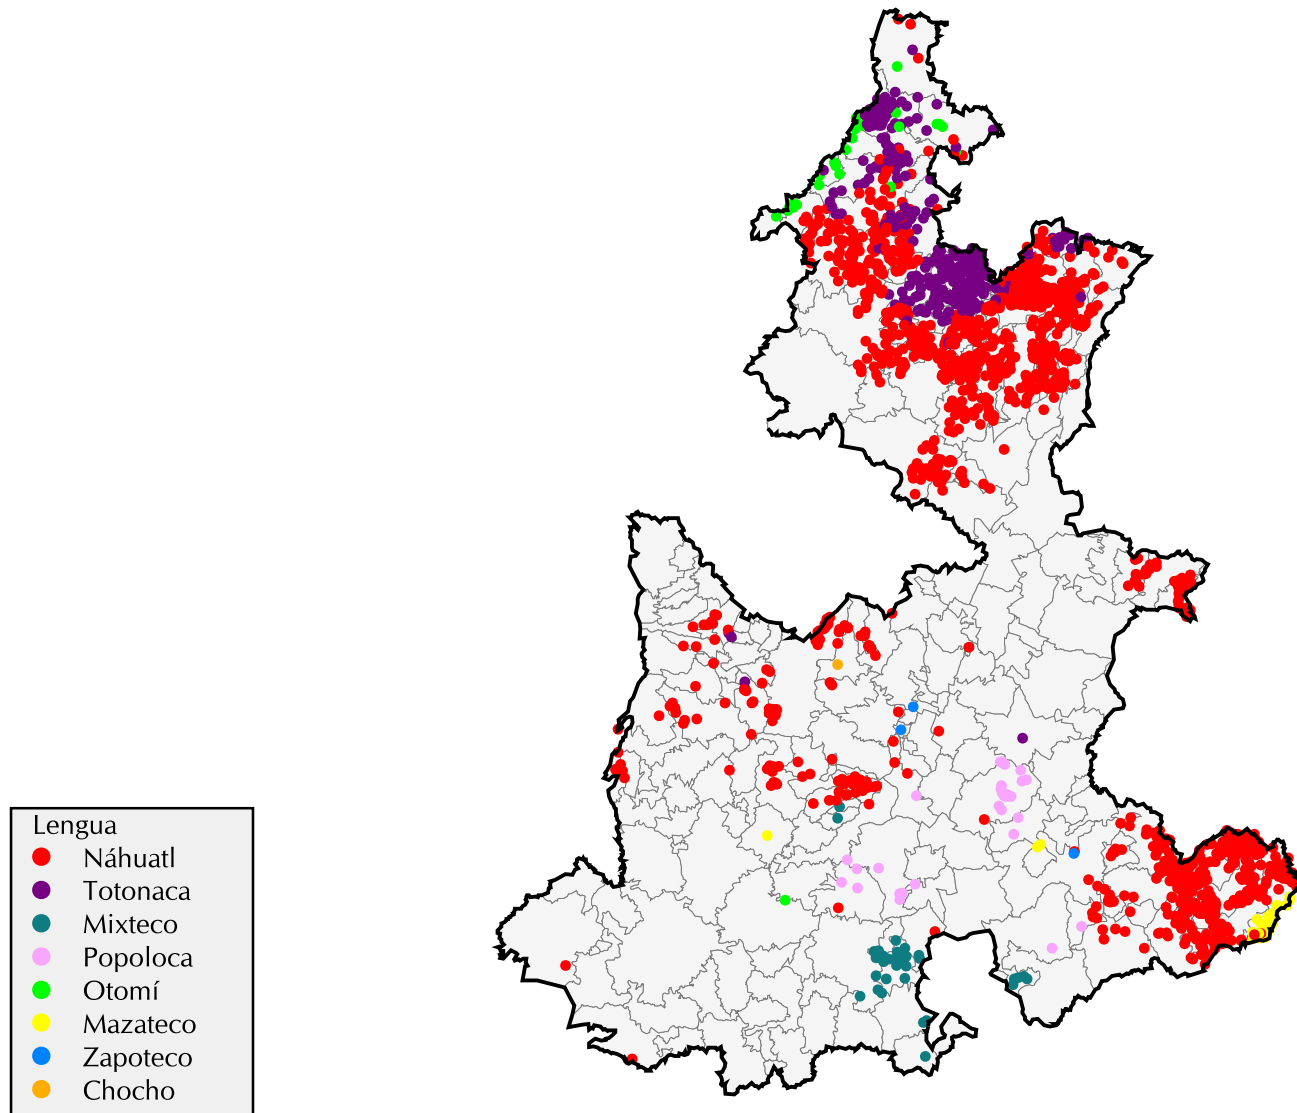 Lengua
Náhuatl
Totonaca
Mixteco
Popoloca
Otomí
Mazateco
Zapoteco
Chocho